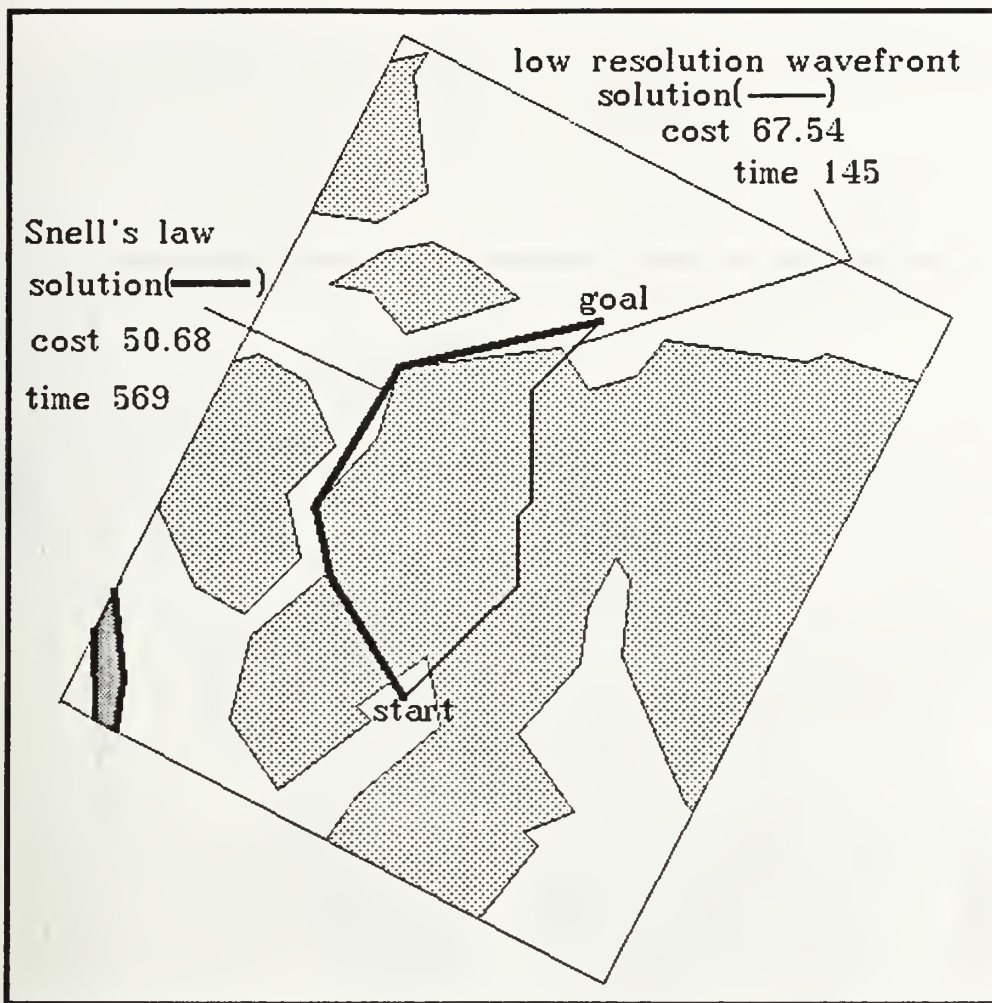 low resolution wavefront
solution( )
cost 67.54
time 145
Snell's law
solution( )
cost 50.68
time 569
goal
start